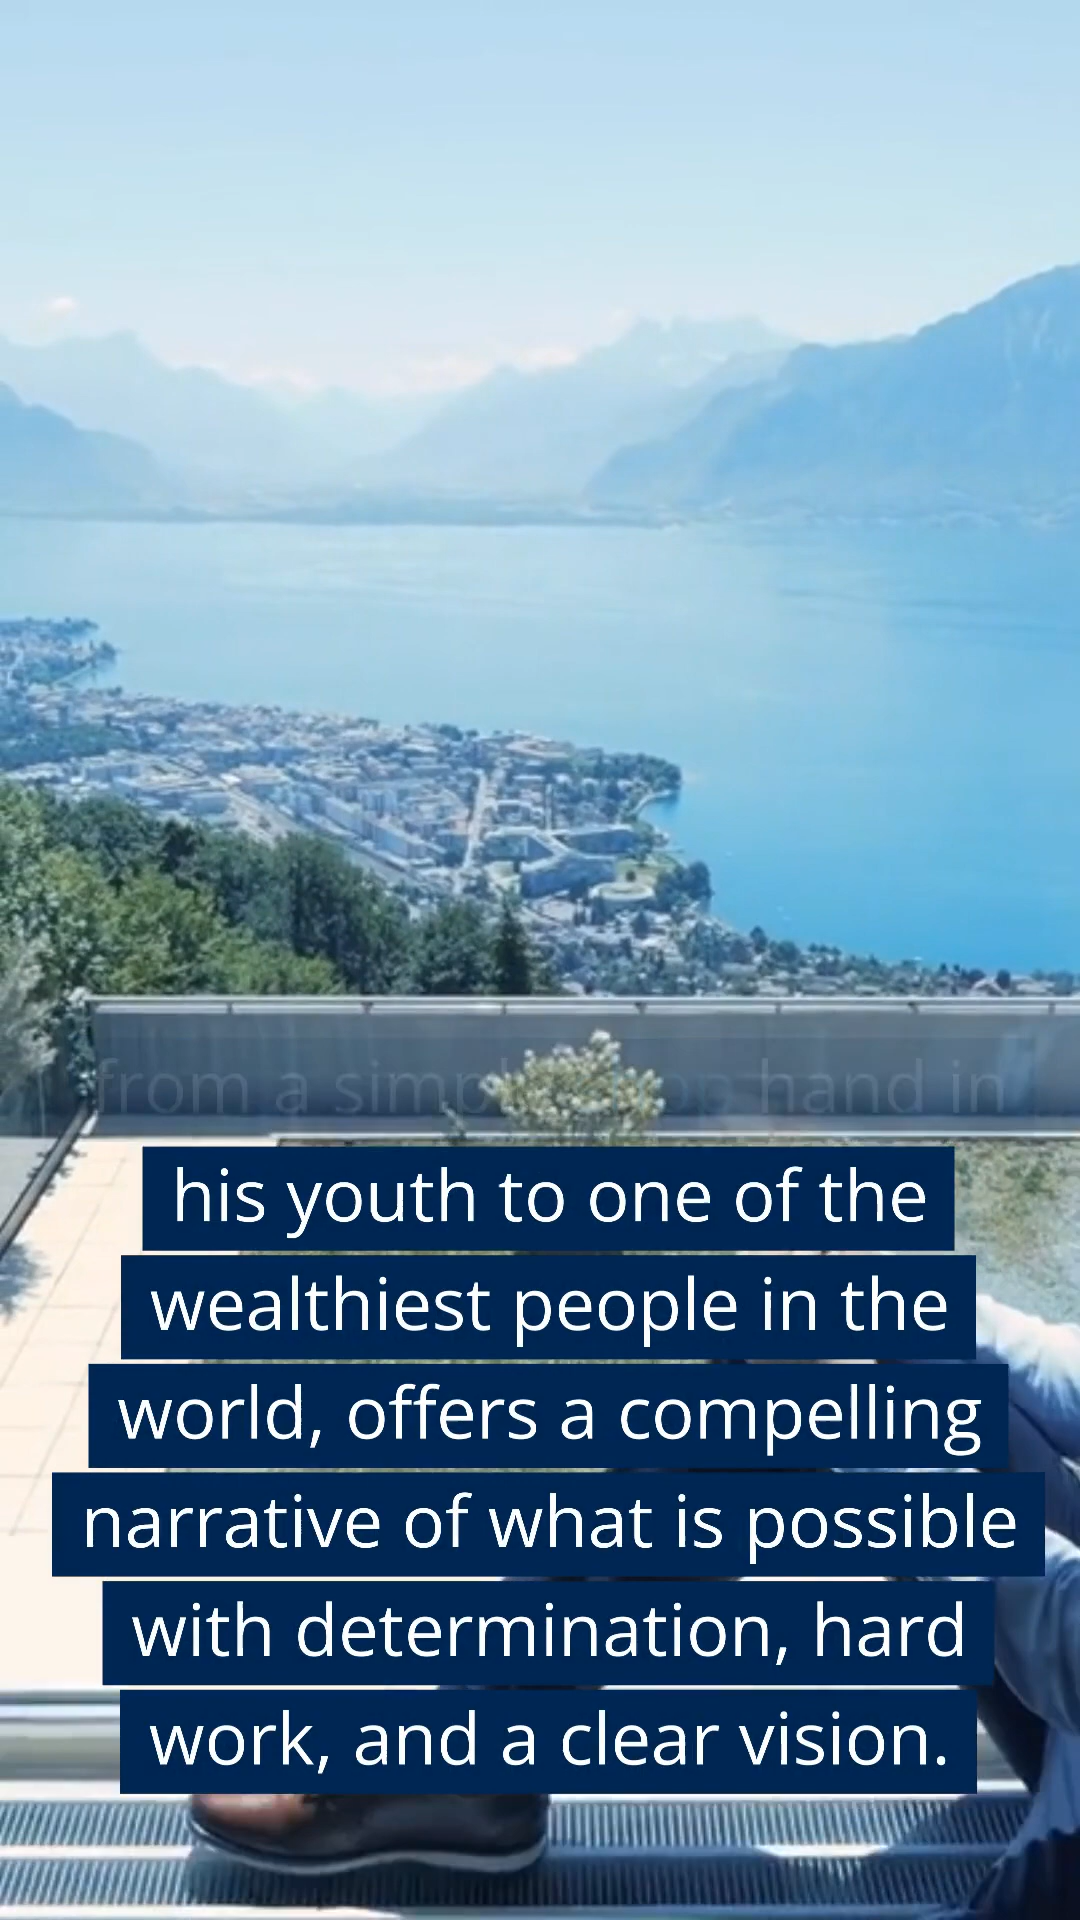 from a simple shop hand in
his youth to one of the
wealthiest people in the
world, offers a compelling
narrative of what is possible
with determination, hard
work, and a clear vision.